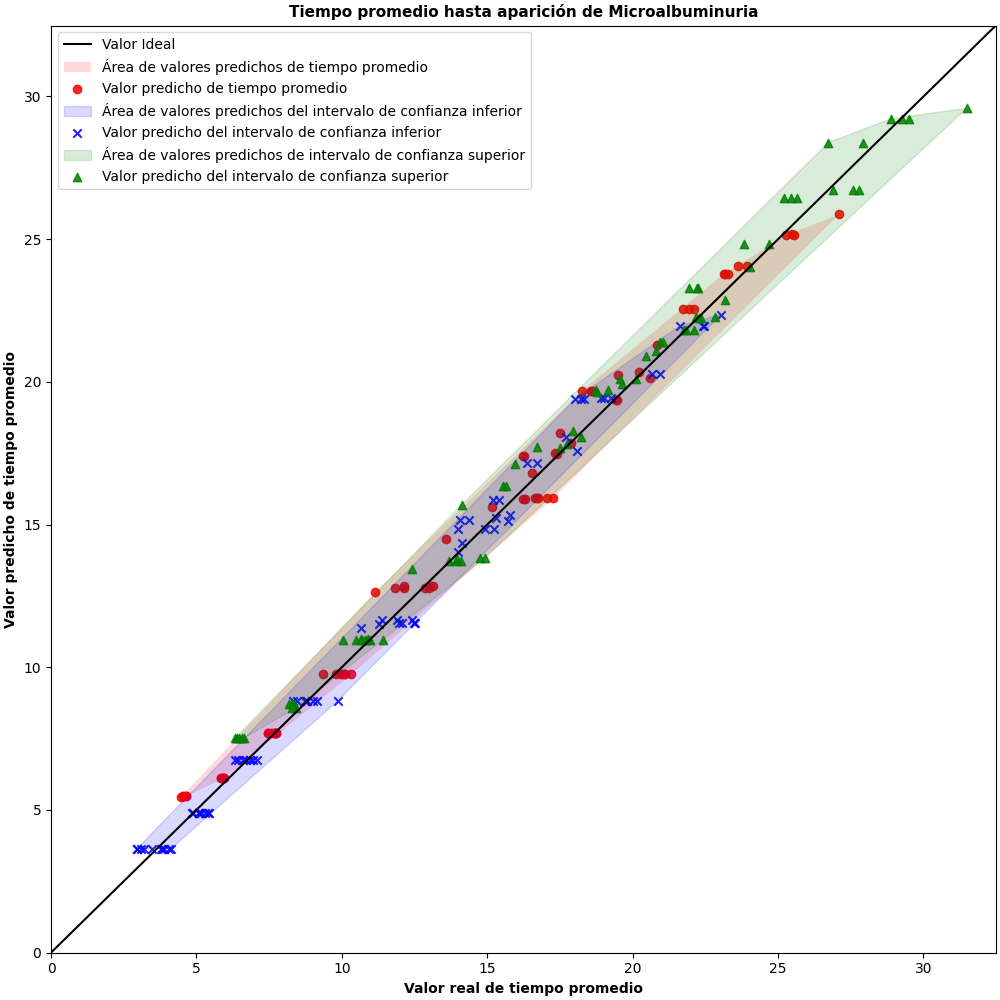 Tiempo promedio hasta aparición de Microalbuminuria
Valor Ideal
Área de valores predichos de tiempo promedio
Valor predicho de tiempo promedio
Área de valores predichos del intervalo de confianza inferior
Valor predicho del intervalo de confianza inferior
Área de valores predichos de intervalo de confianza superior
Valor predicho del intervalo de confianza superior
Valor predicho de tiempo promedio
30
25
20
15
10
5
0
0 5 10 15 20 25 30
Valor real de tiempo promedio